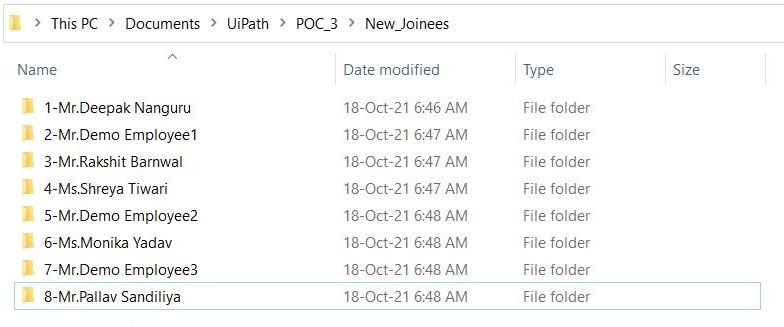 This PC > Documents > UiPath > POC_3 > New_Joinees
Name Date modified Type Size
1-Mr.Deepak Nanguru 18-Oct-21 6:46 AM File folder
2-Mr.Demo Employee1 18-Oct-21 6:47 AM File folder
3-Mr.Rakshit Barnwal 18-Oct-21 6:47 AM File folder
4-Ms.Shreya Tiwari 18-Oct-21 6:47 AM File folder
5-Mr.Demo Employee2 18-Oct-21 6:48 AM File folder
6-Ms.Monika Yadav 18-Oct-21 6:48 AM File folder
7-Mr.Demo Employee3 18-Oct-21 6:48 AM File folder
8-Mr.Pallav Sandiliya 18-Oct-21 6:48 AM File folder